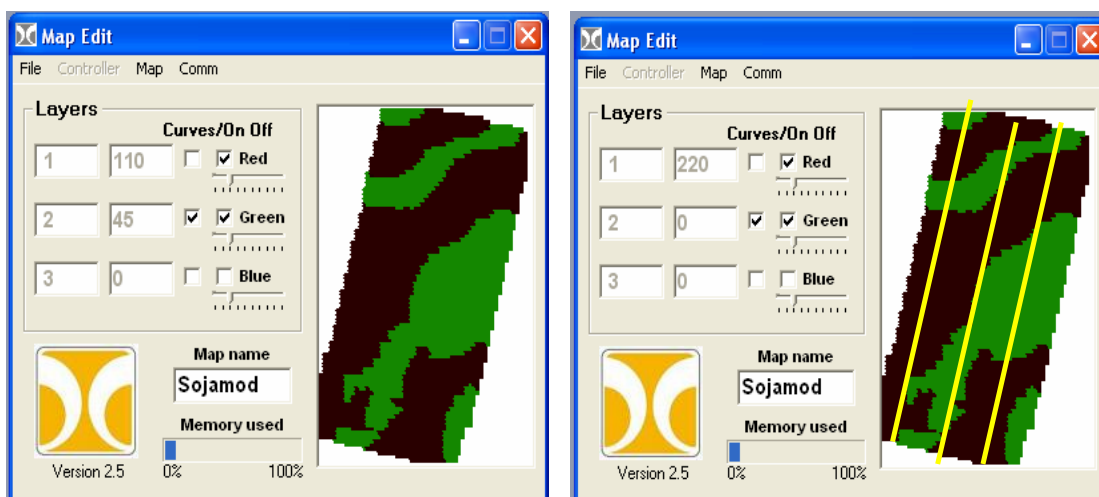 Map Edit
File Controller Map Comm
Layers
Curves/On Off
1 110 Red
2 45 Green
3 0 Blue
Map name
Sojamod
Memory used
Version 2.5 0% 100%
Map Edit
File Controller Map Comm
Layers
Curves/On Off
1 220 Red
2 0 Green
3 0 Blue
Map name
Sojamod
Memory used
Version 2.5 0% 100%